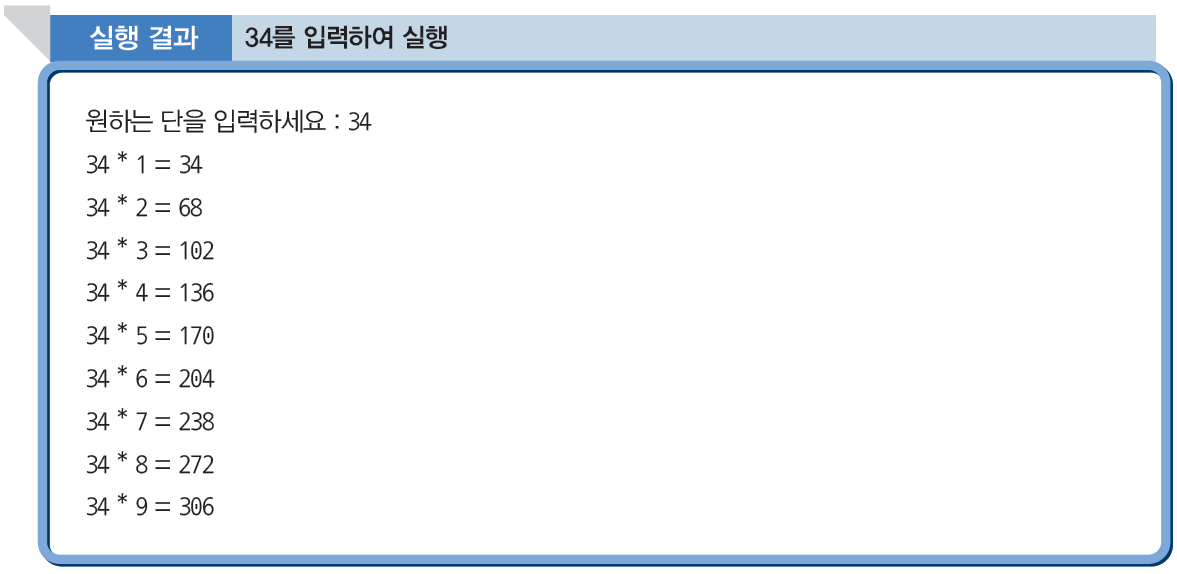 실행 결과 34를 입력하여 실행
원하는 단을 입력하세요 : 34
34 * 1 = 34
34 * 2 = 68
34 * 3 = 102
34 * 4 = 136
34 * 5 = 170
34 * 6 = 204
34 * 7 = 238
34 * 8 = 272
34 * 9 = 306